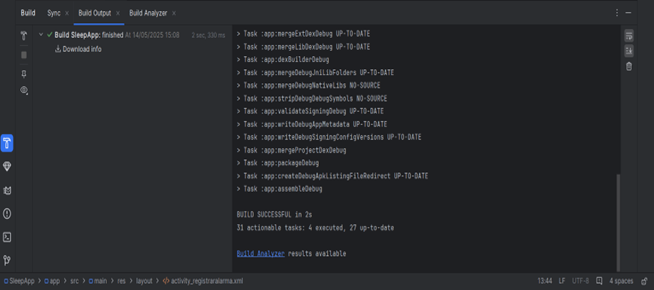 Build Sync × Build Output × Build Analyzer ×
Build SleepApp: finished At 14/05/2025 15:08 2 sec, 330 ms
Download info
> Task :app:mergeExtDexDebug UP-TO-DATE
> Task :app:mergeLibDexDebug UP-TO-DATE
> Task :app:dexBuilderDebug
> Task :app:mergeDebugJniLibFolders UP-TO-DATE
> Task :app:mergeDebugNativeLibs NO-SOURCE
> Task :app:stripDebugDebugSymbols NO-SOURCE
> Task :app:validateSigningDebug UP-TO-DATE
> Task :app:writeDebugAppMetadata UP-TO-DATE
> Task :app:writeDebugSigningConfigVersions UP-TO-DATE
> Task :app:mergeProjectDexDebug
> Task :app:packageDebug
> Task :app:createDebugApkListingFileRedirect UP-TO-DATE
> Task :app:assembleDebug
BUILD SUCCESSFUL in 2s
31 actionable tasks: 4 executed, 27 up-to-date
Build Analyzer results available
SleepApp > app > src > main > res > layout > activity_registraralarma.xml 13:44 LF UTF-8 4 spaces